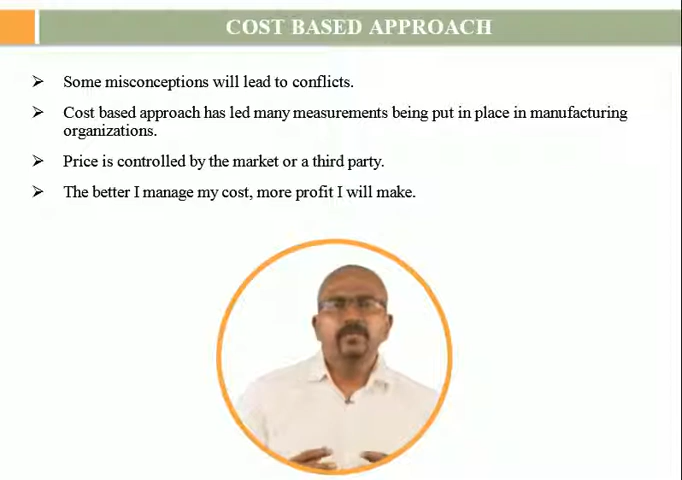 COST BASED APPROACH
➤ Some misconceptions will lead to conflicts.
➤ Cost based approach has led many measurements being put in place in manufacturing
organizations.
➤ Price is controlled by the market or a third party.
➤ The better I manage my cost, more profit I will make.